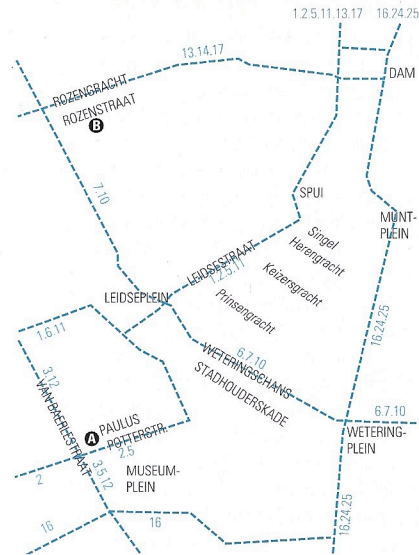 1.2.5.11.13.17
16.24.25
13.14.17
DAM
ROZENGRACHT
ROZENSTRAAT
B
7.10
SPUI
MUNT-
PLEIN
Singel
Herengracht
LEIDSESTRAAT
1.2.5.11
Keizersgracht
LEIDSEPLEIN
Prinsengracht
16.24.25
1.6.11
6.7.10
WETERINGSCHANS
STADHOUDERSKADE
3.12
VAN BAERLESTRAAT
6.7.10
A
PAULUS
POTTERSTR.
WETERING-
PLEIN
2.5
2
3.5.12
MUSEUM-
PLEIN
16
16
16.24.25